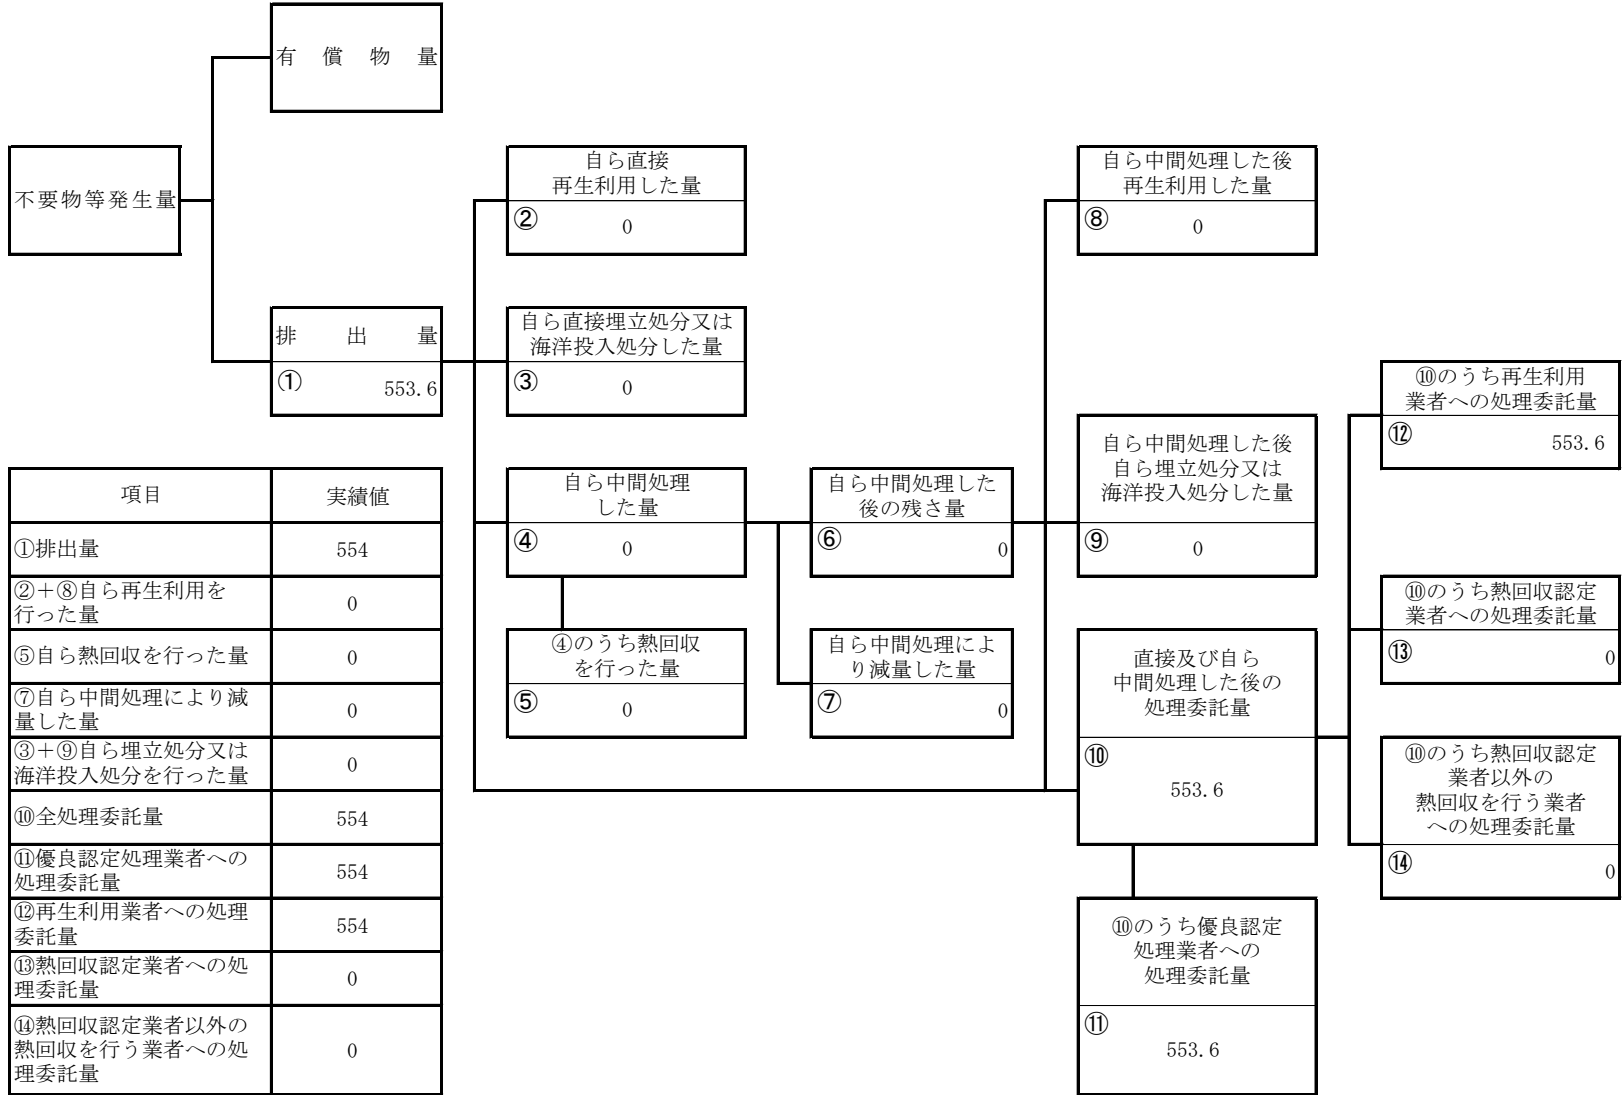 有償物量
不要物等発生量
排出量
① 553.6
自ら直接
再生利用した量
② 0
自ら直接埋立処分又は
海洋投入処分した量
③ 0
自ら中間処理
した量
④ 0
④のうち熱回収
を行った量
⑤ 0
自ら中間処理した
後の残さ量
⑥ 0
自ら中間処理によ
り減量した量
⑦ 0
自ら中間処理した後
再生利用した量
⑧ 0
自ら中間処理した後
自ら埋立処分又は
海洋投入処分した量
⑨ 0
直接及び自ら
中間処理した後の
処理委託量
⑩
553.6
⑩のうち優良認定
処理業者への
処理委託量
⑪
553.6
⑩のうち再生利用
業者への処理委託量
⑫ 553.6
⑩のうち熱回収認定
業者への処理委託量
⑬ 0
⑩のうち熱回収認定
業者以外の
熱回収を行う業者
への処理委託量
⑭ 0
項目 実績値
①排出量 554
②+⑧自ら再生利用を
行った量 0
⑤自ら熱回収を行った量 0
⑦自ら中間処理により減
量した量 0
③+⑨自ら埋立処分又は
海洋投入処分を行った量 0
⑩全処理委託量 554
⑪優良認定処理業者への
処理委託量 554
⑫再生利用業者への処理
委託量 554
⑬熱回収認定業者への処
理委託量 0
⑭熱回収認定業者以外の
熱回収を行う業者への処
理委託量 0